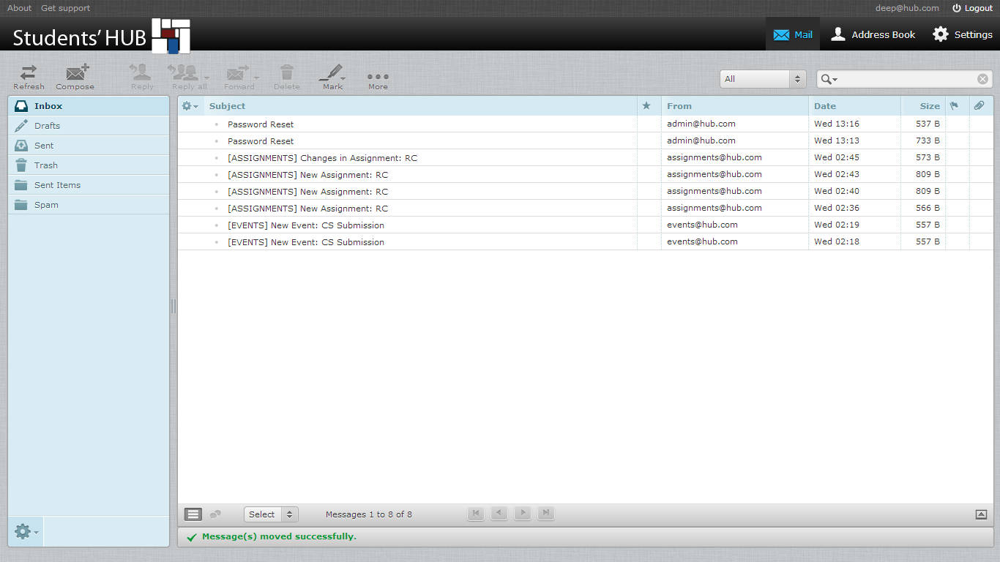 About Get support deep@hub.com Logout
Students' HUB Mail Address Book Settings
Refresh Compose Reply Reply all Forward Delete Mark More All
Inbox
Drafts
Sent
Trash
Sent Items
Spam
Subject From Date Size
Password Reset admin@hub.com Wed 13:16 537 B
Password Reset admin@hub.com Wed 13:13 733 B
[ASSIGNMENTS] Changes in Assignment: RC assignments@hub.com Wed 02:45 573 B
[ASSIGNMENTS] New Assignment: RC assignments@hub.com Wed 02:43 809 B
[ASSIGNMENTS] New Assignment: RC assignments@hub.com Wed 02:40 809 B
[ASSIGNMENTS] New Assignment: RC assignments@hub.com Wed 02:36 566 B
[EVENTS] New Event: CS Submission events@hub.com Wed 02:19 557 B
[EVENTS] New Event: CS Submission events@hub.com Wed 02:18 557 B
Select Messages 1 to 8 of 8
Message(s) moved successfully.